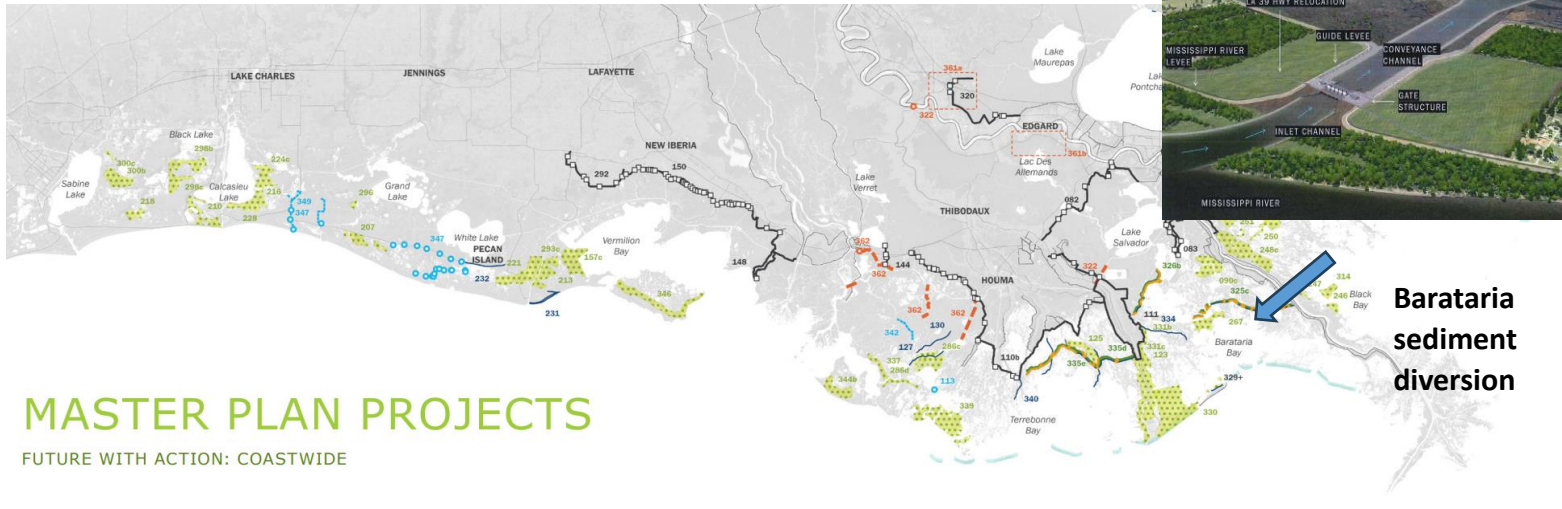 LA 39 HWY RELOCATION
GUIDE LEVEE
MISSISSIPPI RIVER
LEVEE
CONVEYANCE
CHANNEL
GATE
STRUCTURE
INLET CHANNEL
MISSISSIPPI RIVER
LAKE CHARLES
JENNINGS
LAFAYETTE
Lake
Maurepas
361e
320
322
EDGARD
361b
Lac Des
Allemands
Black Lake
298b
300c
300b
224c
NEW IBERIA
150
292
Sabine
Lake
Calcasieu
Lake
210
216
218
228
349
347
296
Grand
Lake
207
Lake
Verret
082
THIBODAUX
Lake
Salvador
347
White Lake
PECAN
ISLAND
232
221
293c
213
157c
Vermilion
Bay
148
231
346
362
362
144
HOUMA
322
326b
083
250
248c
090c
325c
314
246
Black
Bay
362
362
342
130
127
286c
337
286d
344b
113
339
110b
125
335d
335e
111
334
331b
331c
123
267
Barataria
Bay
329+
340
330
Terrebonne
Bay
Barataria
sediment
diversion
MASTER PLAN PROJECTS
FUTURE WITH ACTION: COASTWIDE